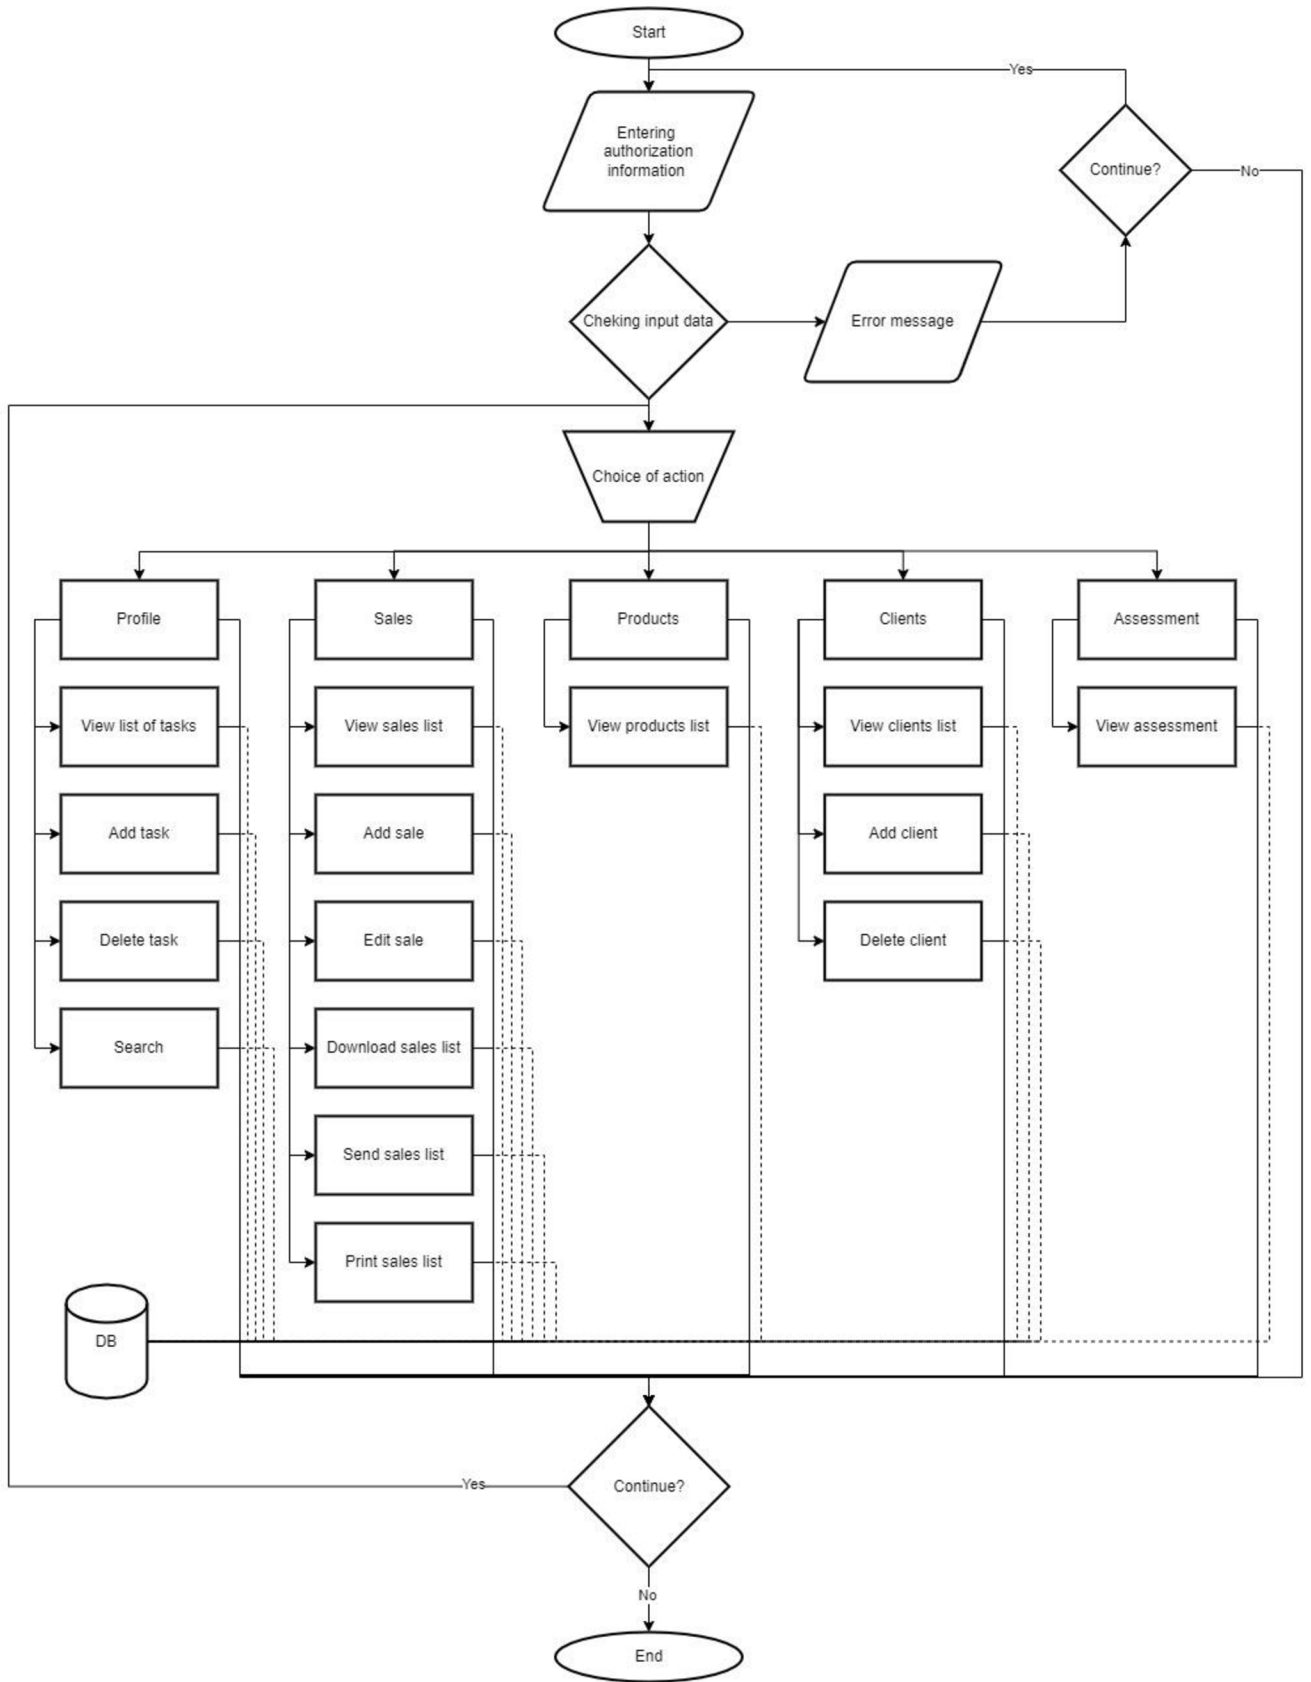 Start
Yes
Entering
authorization
information
Continue?
No
Cheking input data
Error message
Choice of action
Profile
Sales
Products
Clients
Assessment
View list of tasks
View sales list
View products list
View clients list
View assessment
Add task
Add sale
Add client
Delete task
Edit sale
Delete client
Search
Download sales list
Send sales list
Print sales list
DB
Yes
Continue?
No
End